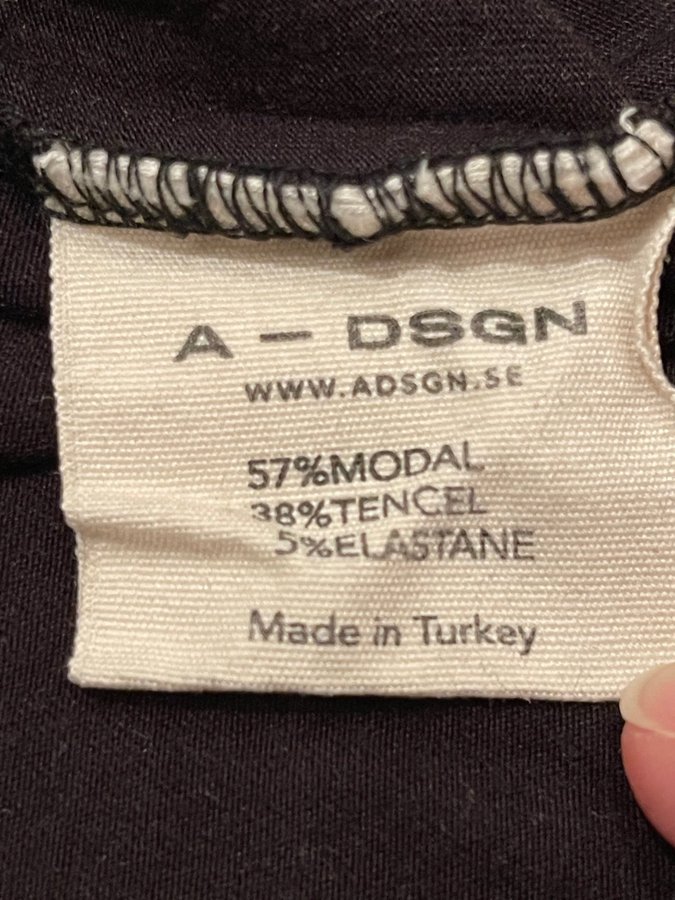 A — DSGN
WWW.ADSGN.SE
57%MODAL
38%TENCEL
5%ELASTANE
Made in Turkey